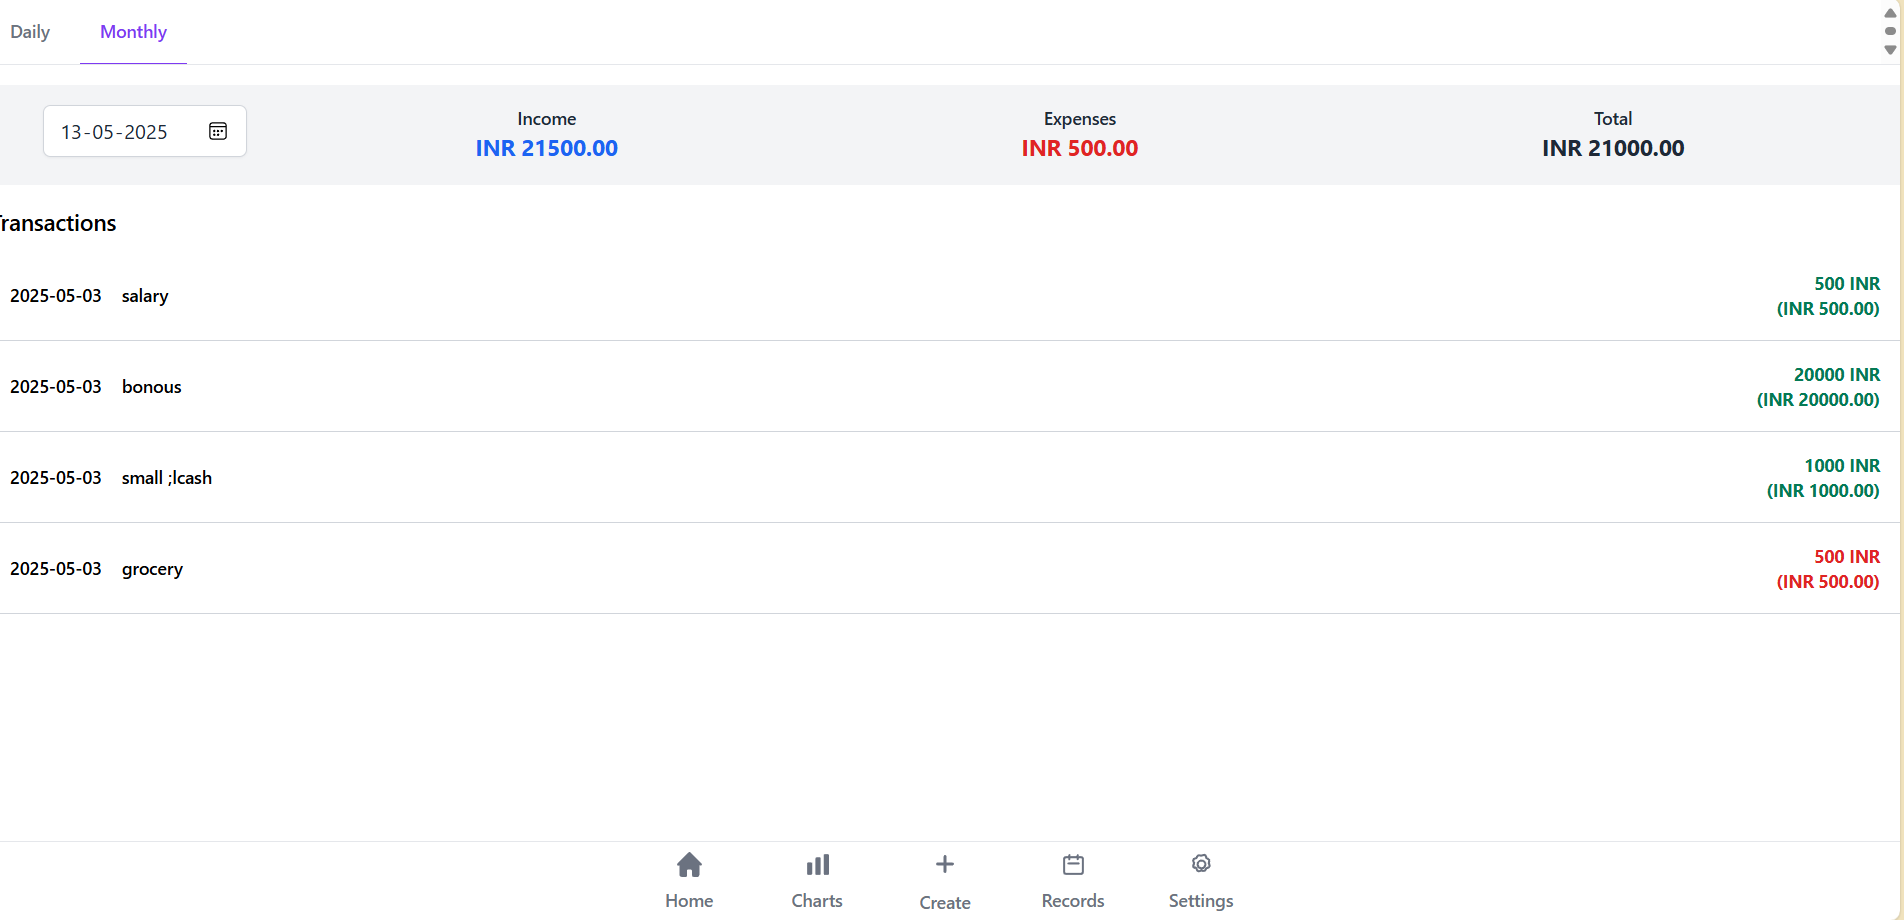 Daily Monthly
13-05-2025
Income Expenses Total
INR 21500.00 INR 500.00 INR 21000.00
Transactions
2025-05-03 salary 500 INR
(INR 500.00)
2025-05-03 bonous 20000 INR
(INR 20000.00)
2025-05-03 small ;lcash 1000 INR
(INR 1000.00)
2025-05-03 grocery 500 INR
(INR 500.00)
Home Charts Create Records Settings